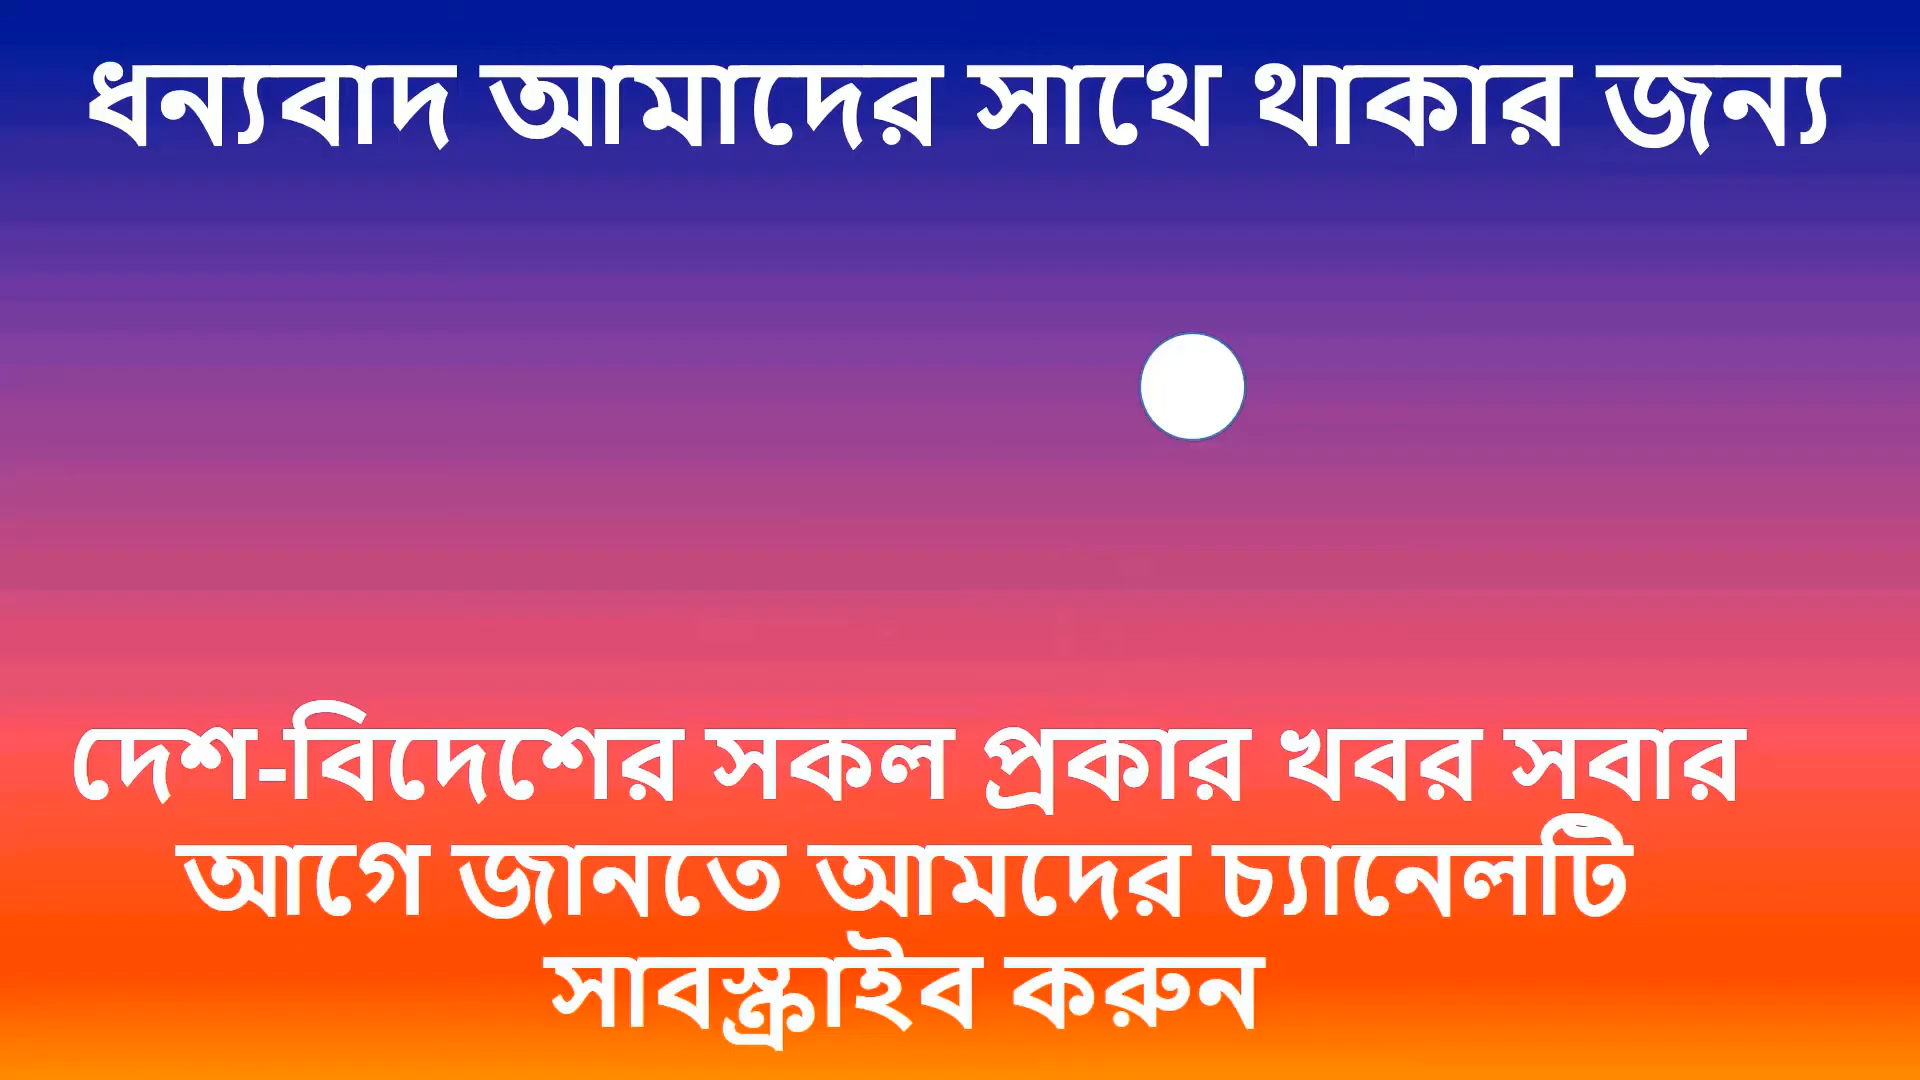 ধন্যবাদ আমাদের সাথে থাকার জন্য
দেশ-বিদেশের সকল প্রকার খবর সবার
আগে জানতে আমদের চ্যানেলটি
সাবস্ক্রাইব করুন